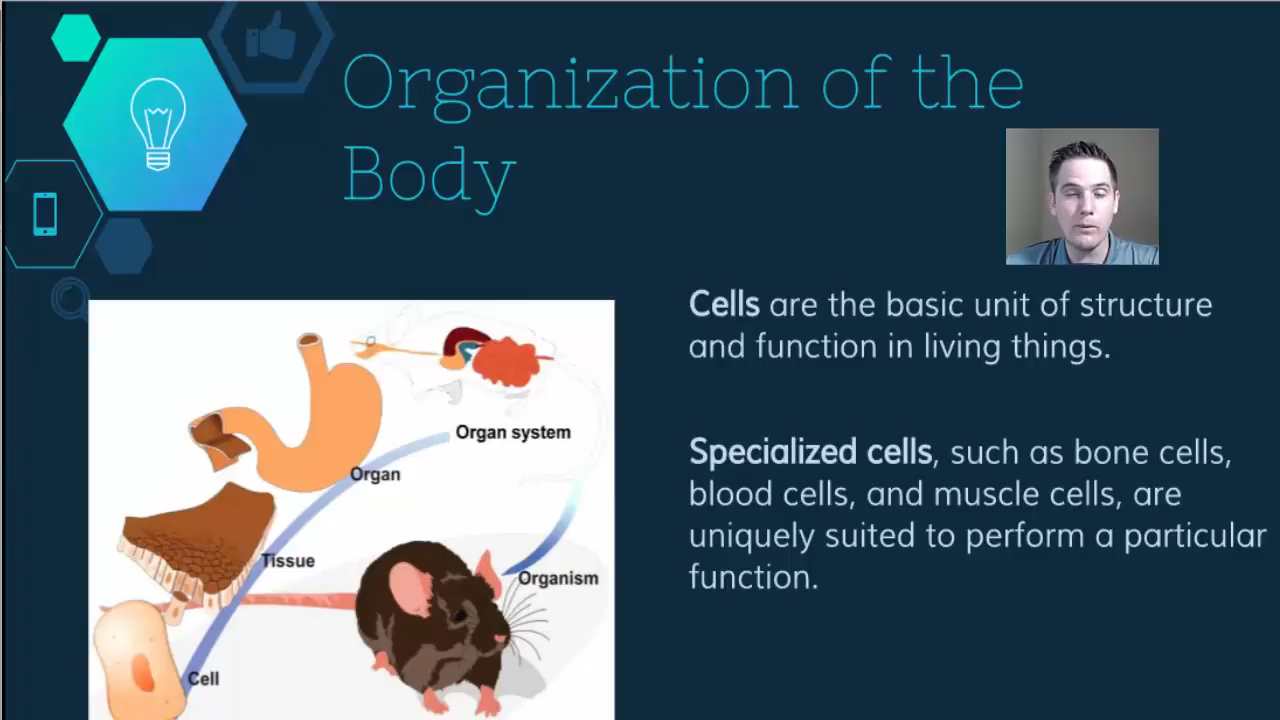 Organization of the
Body
Cells are the basic unit of structure
and function in living things.
Specialized cells, such as bone cells,
blood cells, and muscle cells, are
uniquely suited to perform a particular
function.
Organ system
Organ
Tissue
Organism
Cell